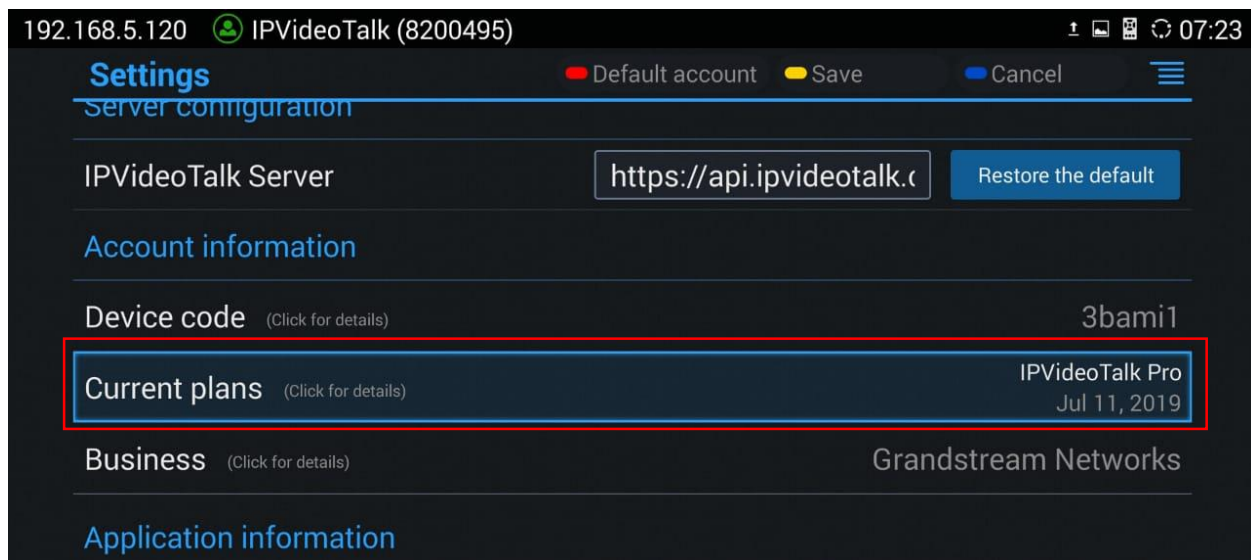 192.168.5.120 IPVideoTalk (8200495) 07:23
Settings Default account Save Cancel
Server configuration
IPVideoTalk Server https://api.ipvideotalk.c Restore the default
Account information
Device code (Click for details) 3bami1
Current plans (Click for details) IPVideoTalk Pro
Jul 11, 2019
Business (Click for details) Grandstream Networks
Application information